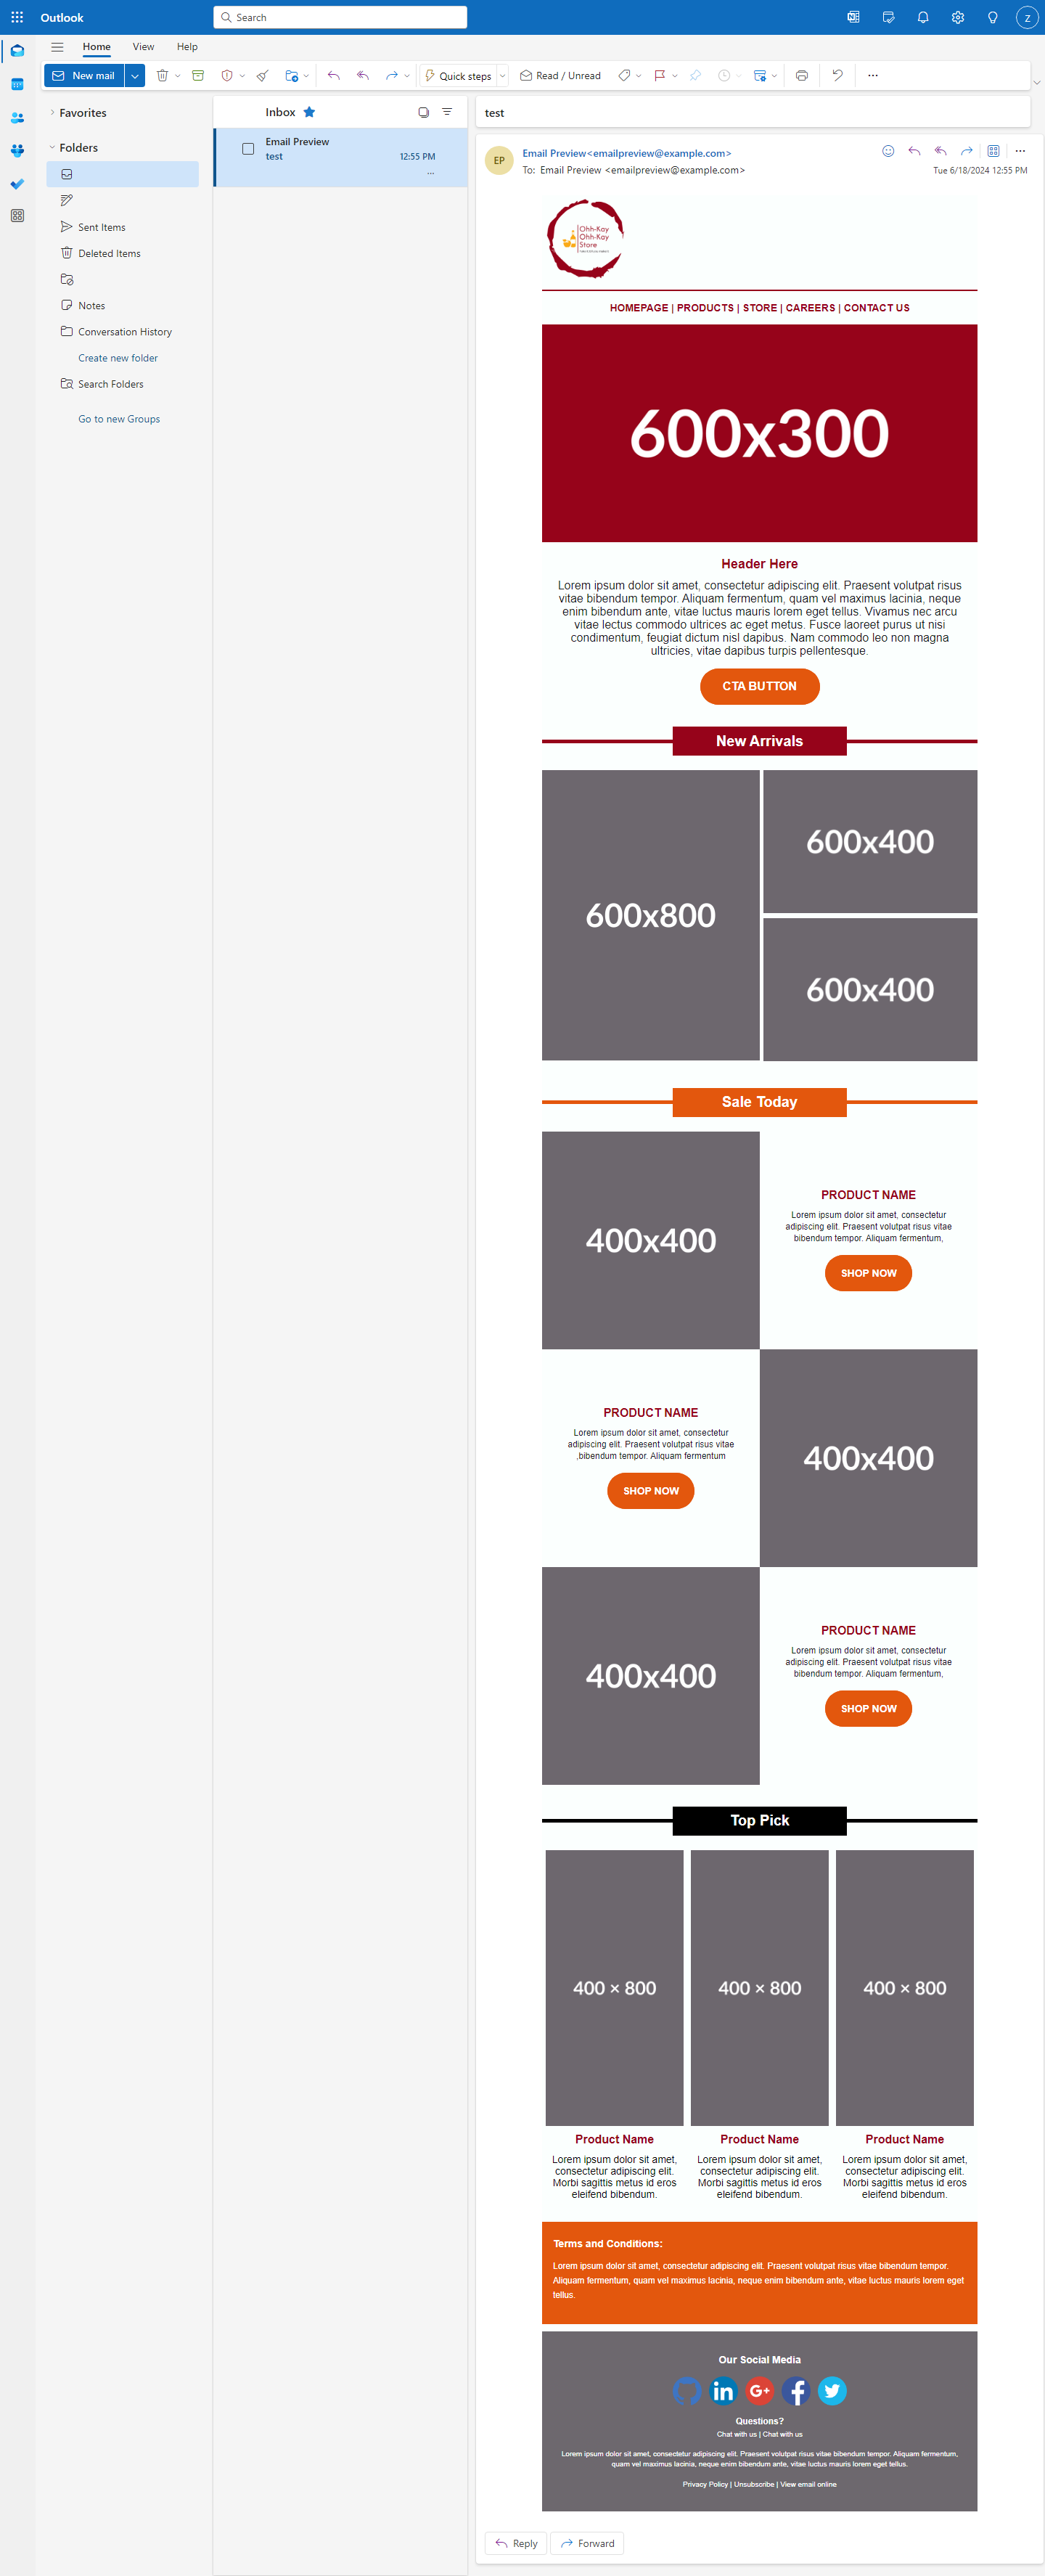 Outlook
Search
Z
Home View Help
New mail
Quick steps
Read / Unread
Favorites
Folders
Sent Items
Deleted Items
Notes
Conversation History
Create new folder
Search Folders
Go to new Groups
Inbox
Email Preview
test
12:55 PM
...
test
EP
Email Preview<emailpreview@example.com>
To: Email Preview <emailpreview@example.com>
Tue 6/18/2024 12:55 PM
Ohh-Kay
Ohh-Kay
Store
HOMEPAGE | PRODUCTS | STORE | CAREERS | CONTACT US
600x300
Header Here
Lorem ipsum dolor sit amet, consectetur adipiscing elit. Praesent volutpat risus
vitae bibendum tempor. Aliquam fermentum, quam vel maximus lacinia, neque
enim bibendum ante, vitae luctus mauris lorem eget tellus. Vivamus nec arcu
vitae lectus commodo ultrices ac eget metus. Fusce laoreet purus ut nisi
condimentum, feugiat dictum nisl dapibus. Nam commodo leo non magna
ultricies, vitae dapibus turpis pellentesque.
CTA BUTTON
New Arrivals
600x800
600x400
600x400
Sale Today
400x400
PRODUCT NAME
Lorem ipsum dolor sit amet, consectetur
adipiscing elit. Praesent volutpat risus vitae
bibendum tempor. Aliquam fermentum,
SHOP NOW
PRODUCT NAME
Lorem ipsum dolor sit amet, consectetur
adipiscing elit. Praesent volutpat risus vitae
,bibendum tempor. Aliquam fermentum
SHOP NOW
400x400
400x400
PRODUCT NAME
Lorem ipsum dolor sit amet, consectetur
adipiscing elit. Praesent volutpat risus vitae
bibendum tempor. Aliquam fermentum,
SHOP NOW
Top Pick
400 × 800
400 × 800
400 × 800
Product Name
Lorem ipsum dolor sit amet,
consectetur adipiscing elit.
Morbi sagittis metus id eros
eleifend bibendum.
Product Name
Lorem ipsum dolor sit amet,
consectetur adipiscing elit.
Morbi sagittis metus id eros
eleifend bibendum.
Product Name
Lorem ipsum dolor sit amet,
consectetur adipiscing elit.
Morbi sagittis metus id eros
eleifend bibendum.
Terms and Conditions:
Lorem ipsum dolor sit amet, consectetur adipiscing elit. Praesent volutpat risus vitae bibendum tempor.
Aliquam fermentum, quam vel maximus lacinia, neque enim bibendum ante, vitae luctus mauris lorem eget
tellus.
Our Social Media
in G+ f
Questions?
Chat with us | Chat with us
Lorem ipsum dolor sit amet, consectetur adipiscing elit. Praesent volutpat risus vitae bibendum tempor. Aliquam fermentum,
quam vel maximus lacinia, neque enim bibendum ante, vitae luctus mauris lorem eget tellus.
Privacy Policy | Unsubscribe | View email online
Reply
Forward